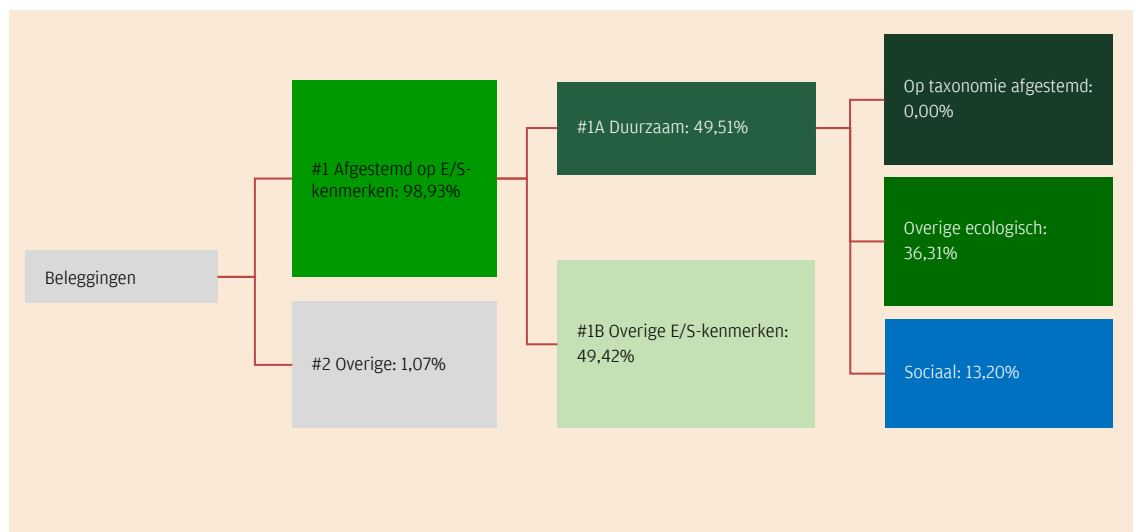 Beleggingen
#1 Afgestemd op E/S-
kenmerken: 98,93%
#2 Overige: 1,07%
#1A Duurzaam: 49,51%
#1B Overige E/S-kenmerken:
49,42%
Op taxonomie afgestemd:
0,00%
Overige ecologisch:
36,31%
Sociaal: 13,20%